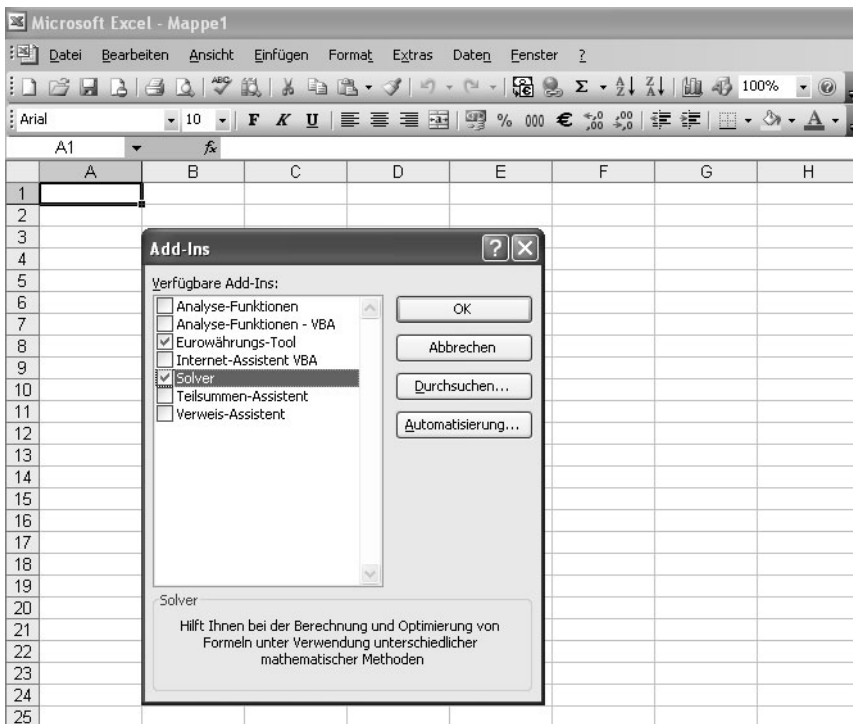 Microsoft Excel - Mappe1
Datei Bearbeiten Ansicht Einfügen Format Extras Daten Fenster ?
100%
Arial 10 F K U % 000 €
A1 fx
A B C D E F G H
1
2
3
4
5
6
7
8
9
10
11
12
13
14
15
16
17
18
19
20
21
22
23
24
25
Add-Ins
Verfügbare Add-Ins:
Analyse-Funktionen
Analyse-Funktionen - VBA
Eurowährungs-Tool
Internet-Assistent VBA
Solver
Teilsummen-Assistent
Verweis-Assistent
OK
Abbrechen
Durchsuchen...
Automatisierung...
Solver
Hilft Ihnen bei der Berechnung und Optimierung von
Formeln unter Verwendung unterschiedlicher
mathematischer Methoden